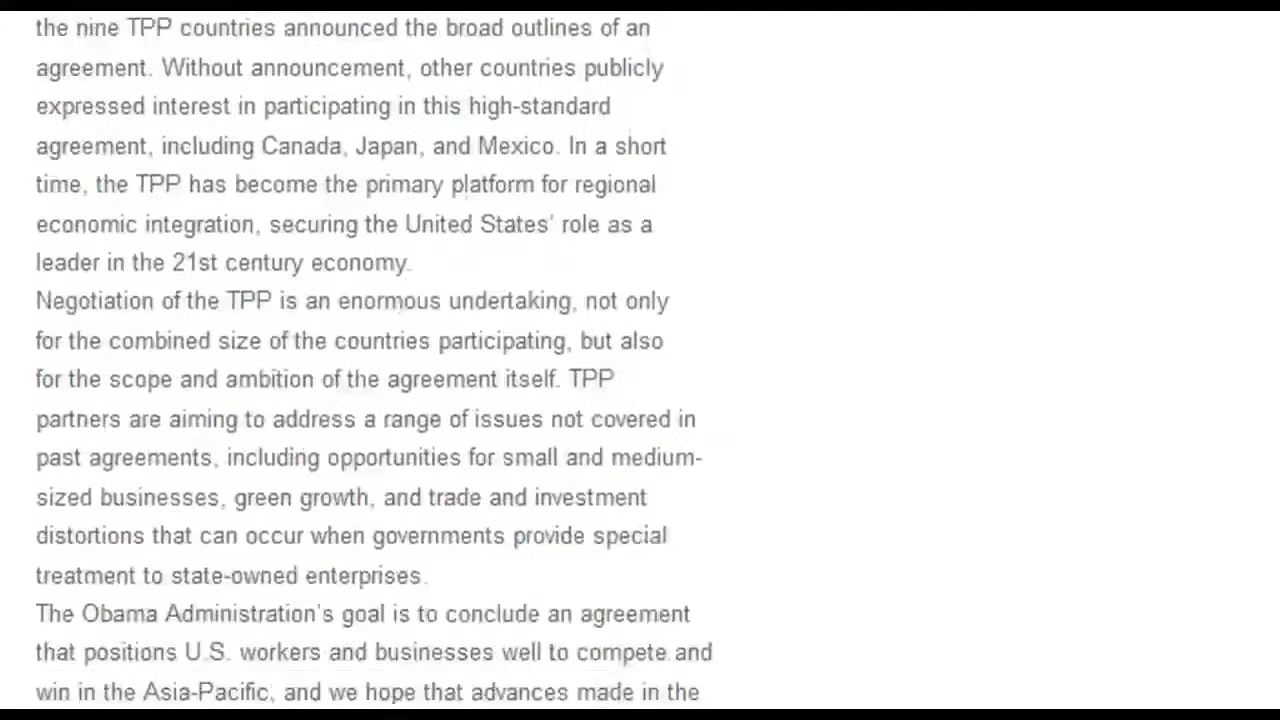 the nine TPP countries announced the broad outlines of an
agreement. Without announcement, other countries publicly
expressed interest in participating in this high-standard
agreement, including Canada, Japan, and Mexico. In a short
time, the TPP has become the primary platform for regional
economic integration, securing the United States' role as a
leader in the 21st century economy.
Negotiation of the TPP is an enormous undertaking, not only
for the combined size of the countries participating, but also
for the scope and ambition of the agreement itself. TPP
partners are aiming to address a range of issues not covered in
past agreements, including opportunities for small and medium-
sized businesses, green growth, and trade and investment
distortions that can occur when governments provide special
treatment to state-owned enterprises.
The Obama Administration's goal is to conclude an agreement
that positions U.S. workers and businesses well to compete and
win in the Asia-Pacific, and we hope that advances made in the